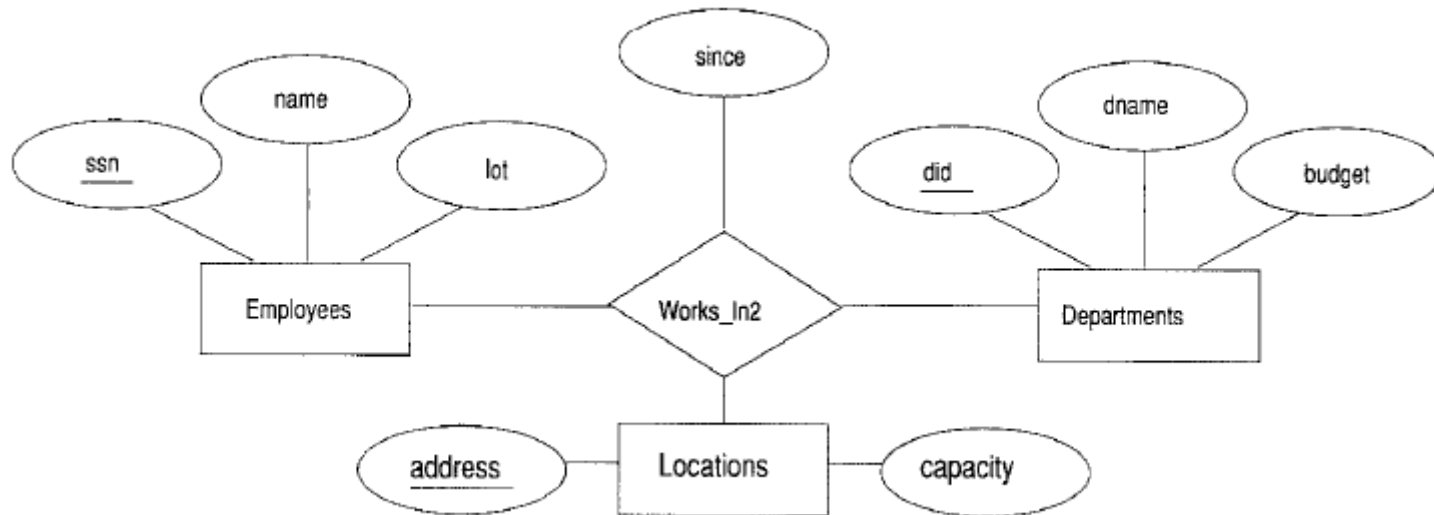 since
name
dname
ssn
lot
did
budget
Employees
Works_In2
Departments
address
Locations
capacity